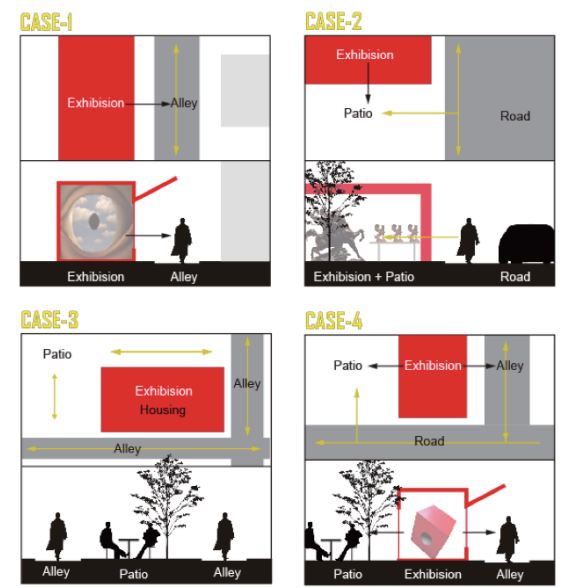 CASE-1
Exhibision
Alley
Exhibision
Alley
CASE-2
Exhibision
Patio
Road
Exhibision + Patio
Road
CASE-3
Patio
Exhibision
Housing
Alley
Alley
Alley
Patio
Alley
CASE-4
Patio
Exhibision
Alley
Road
Patio
Exhibision
Alley